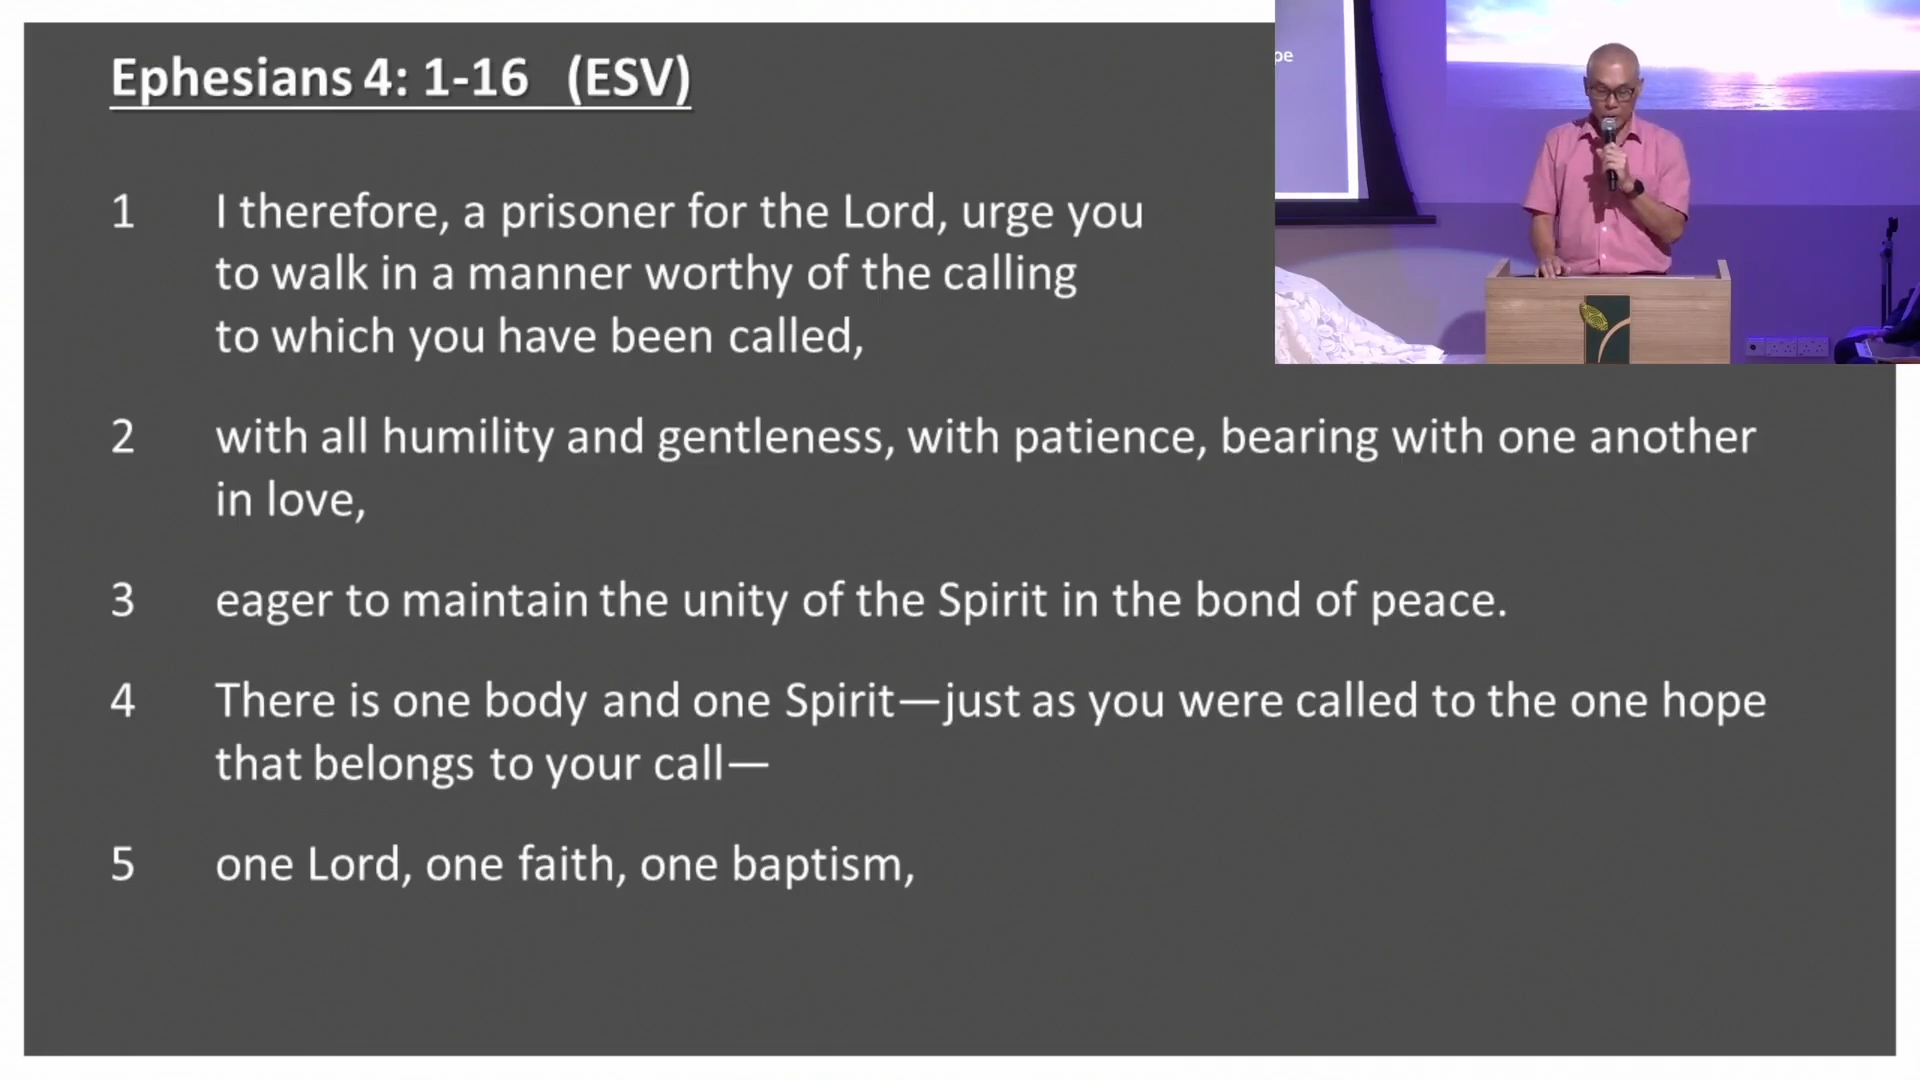 Ephesians 4: 1-16 (ESV)
1 I therefore, a prisoner for the Lord, urge you
to walk in a manner worthy of the calling
to which you have been called,
2 with all humility and gentleness, with patience, bearing with one another
in love,
3 eager to maintain the unity of the Spirit in the bond of peace.
4 There is one body and one Spirit—just as you were called to the one hope
that belongs to your call—
5 one Lord, one faith, one baptism,
pe